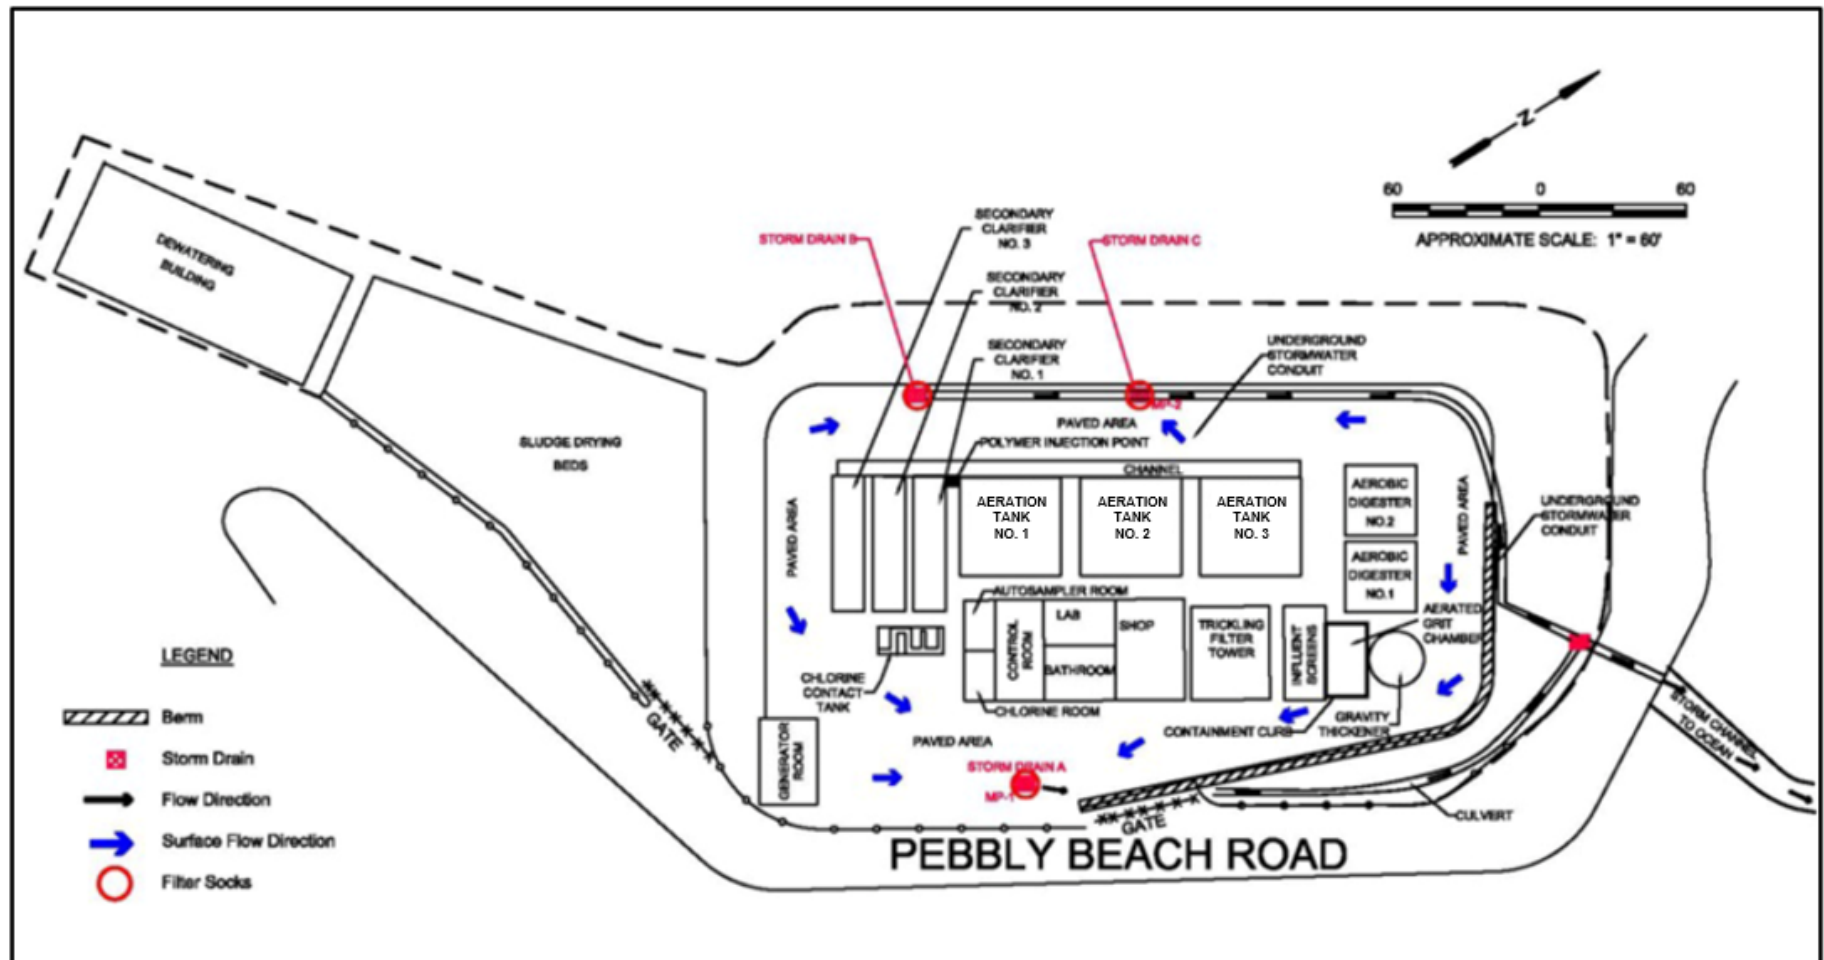 N
60 0 60
APPROXIMATE SCALE: 1" = 60'
SECONDARY
CLARIFIER
NO. 3
STORM DRAIN B
STORM DRAIN C
DEWATERING
BUILDING
SECONDARY
CLARIFIER
NO. 2
SECONDARY
CLARIFIER
NO. 1
UNDERGROUND
STORMWATER
CONDUIT
MP-2
PAVED AREA
POLYMER INJECTION POINT
SLUDGE DRYING
BEDS
CHANNEL
PAVED AREA
AERATION
TANK
NO. 1
AERATION
TANK
NO. 2
AERATION
TANK
NO. 3
AEROBIC
DIGESTER
NO.2
PAVED AREA
UNDERGROUND
STORMWATER
CONDUIT
AEROBIC
DIGESTER
NO.1
AUTOSAMPLER ROOM
LAB
SHOP
CONTROL
ROOM
BATHROOM
TRICKLING
FILTER
TOWER
INFLUENT
SCREENS
AERATED
GRIT
CHAMBER
CHLORINE
CONTACT
TANK
CHLORINE ROOM
CONTAINMENT CURB
GRAVITY
THICKENER
STORM CHANNEL
TO OCEAN
GATE
GENERATOR
ROOM
PAVED AREA
STORM DRAIN A
MP-1
GATE
CULVERT
PEBBLY BEACH ROAD
LEGEND
Berm
Storm Drain
Flow Direction
Surface Flow Direction
Filter Socks